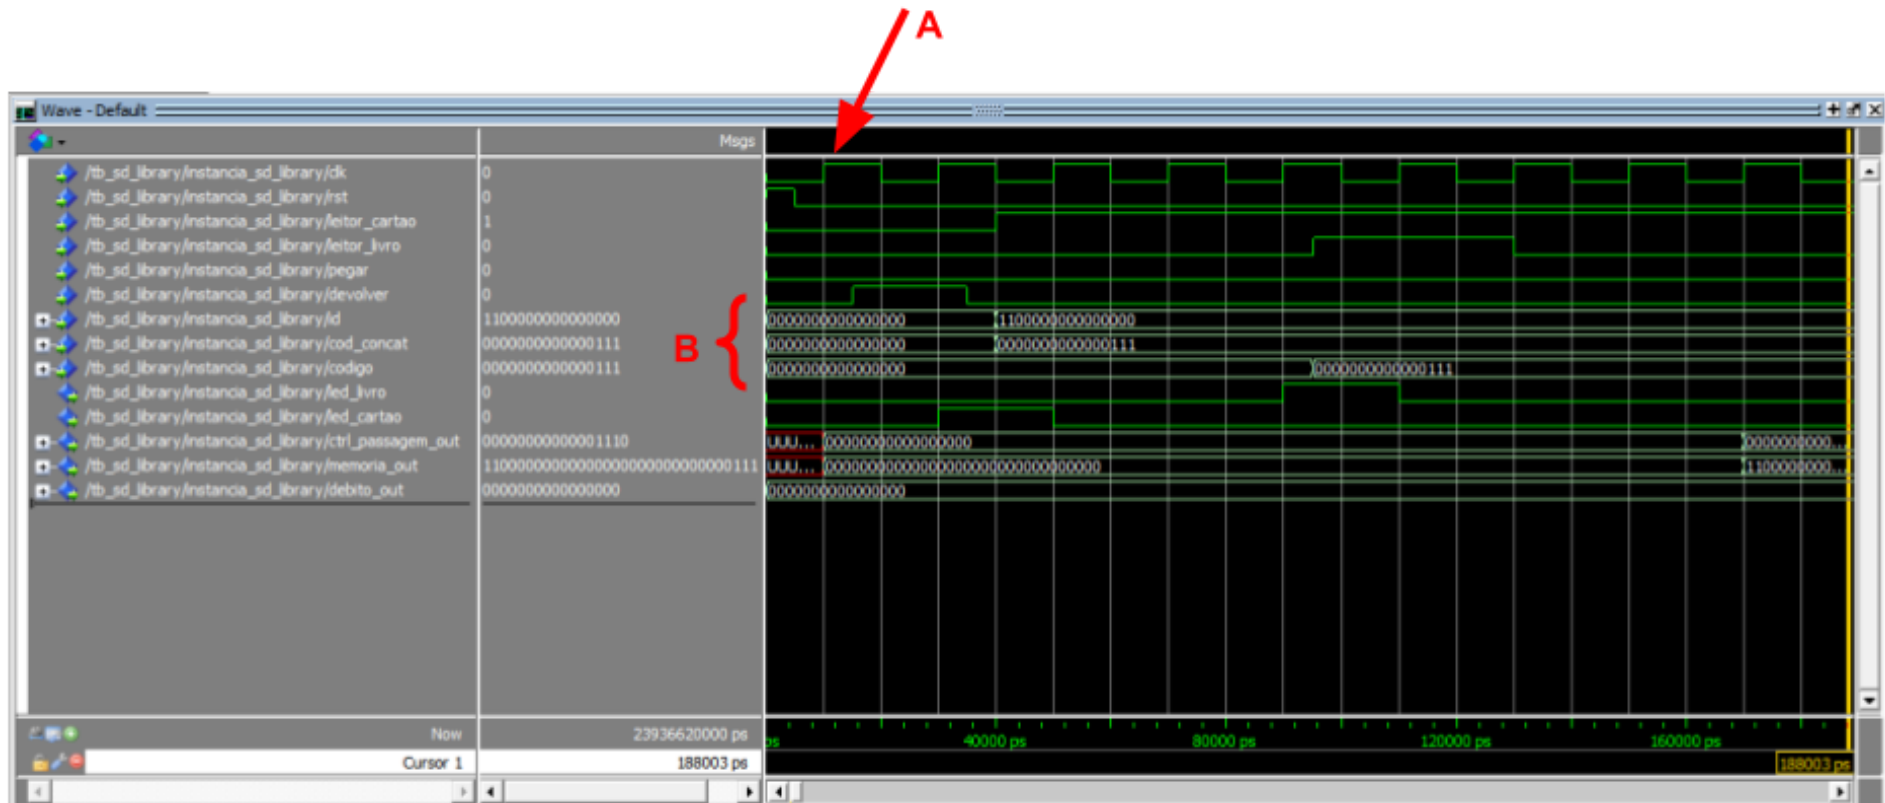 A
Wave - Default
Msgs
/tb_sd_library/instancia_sd_library/clk 0
/tb_sd_library/instancia_sd_library/rst 0
/tb_sd_library/instancia_sd_library/leitor_cartao 1
/tb_sd_library/instancia_sd_library/leitor_livro 0
/tb_sd_library/instancia_sd_library/pegar 0
/tb_sd_library/instancia_sd_library/devolver 0
/tb_sd_library/instancia_sd_library/id 1100000000000000 0000000000000000 1100000000000000
B
/tb_sd_library/instancia_sd_library/cod_concat 0000000000000111 0000000000000000 0000000000000111
/tb_sd_library/instancia_sd_library/codigo 0000000000000111 0000000000000000 0000000000000111
/tb_sd_library/instancia_sd_library/led_livro 0
/tb_sd_library/instancia_sd_library/led_cartao 0
/tb_sd_library/instancia_sd_library/ctrl_passagem_out 00000000000001110 UUU... 00000000000000000 0000000000...
/tb_sd_library/instancia_sd_library/memoria_out 11000000000000000000000000000111 UUU... 00000000000000000000000000000000 1100000000...
/tb_sd_library/instancia_sd_library/debito_out 0000000000000000 0000000000000000
Now 23936620000 ps ps 40000 ps 80000 ps 120000 ps 160000 ps
Cursor 1 188003 ps 188003 ps